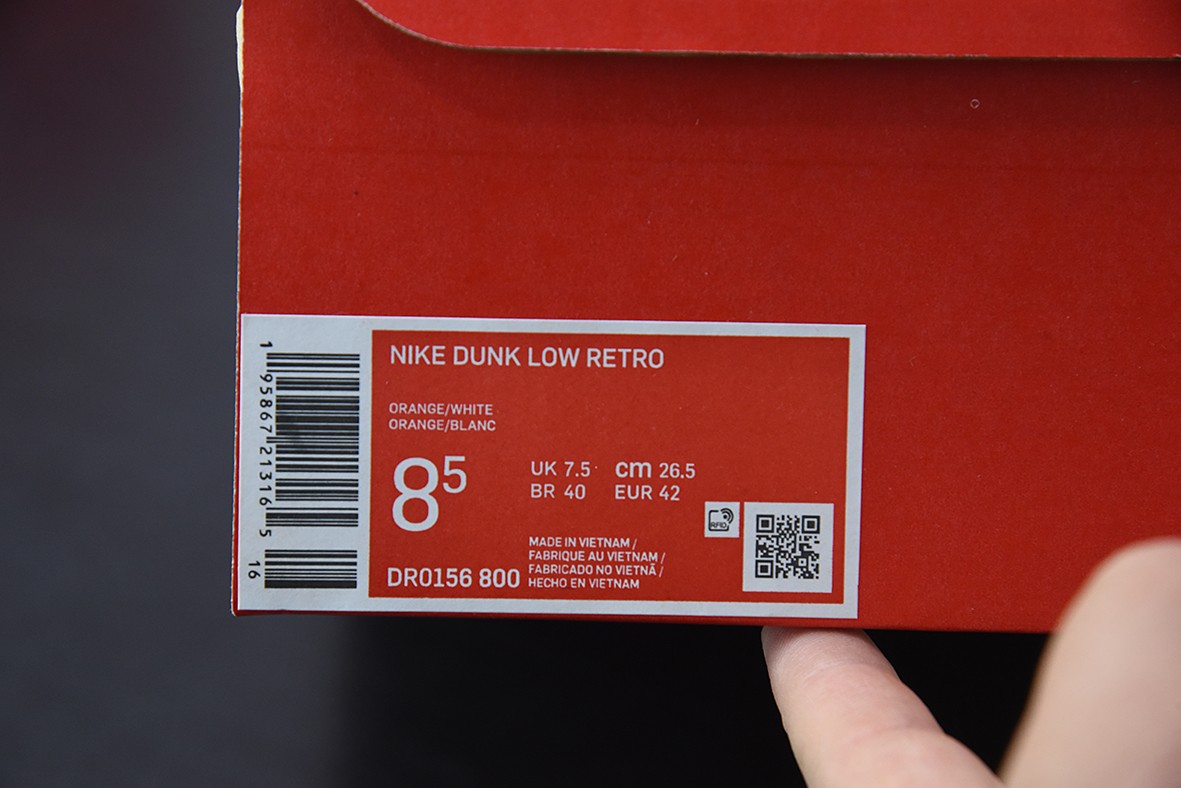 NIKE DUNK LOW RETRO
ORANGE/WHITE
ORANGE/BLANC
8⁵
UK 7.5 cm 26.5
BR 40 EUR 42
RFID
MADE IN VIETNAM /
FABRIQUE AU VIETNAM /
FABRICADO NO VIETNÃ /
HECHO EN VIETNAM
DR0156 800
1 95867 21316 5
16